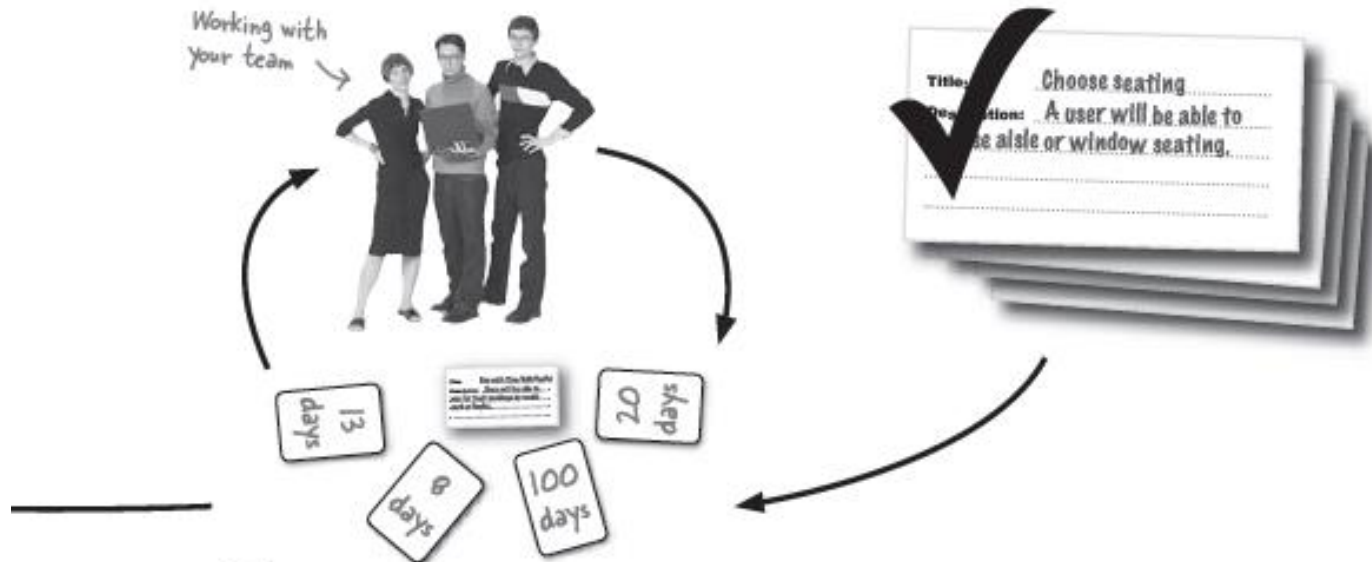 Working with
your team
Title: Choose seating
A user will be able to
aisle or window seating.
13
days
8
days
100
days
20
days